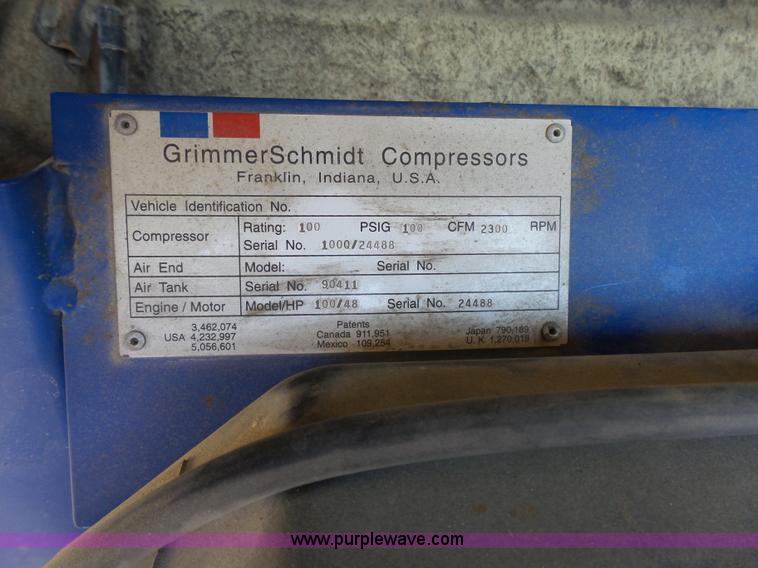 GrimmerSchmidt Compressors
Franklin, Indiana, U.S.A.
Vehicle Identification No.
Compressor Rating: 100 PSIG 100 CFM 2300 RPM
Serial No. 1000/24488
Air End Model: Serial No.
Air Tank Serial No. 90411
Engine / Motor Model/HP 100/48 Serial No. 24488
Patents
3,462,074
USA 4,232,997
5,056,601
Canada 911,951
Mexico 109,254
Japan 790,189
U. K. 1,270,019
www.purplewave.com